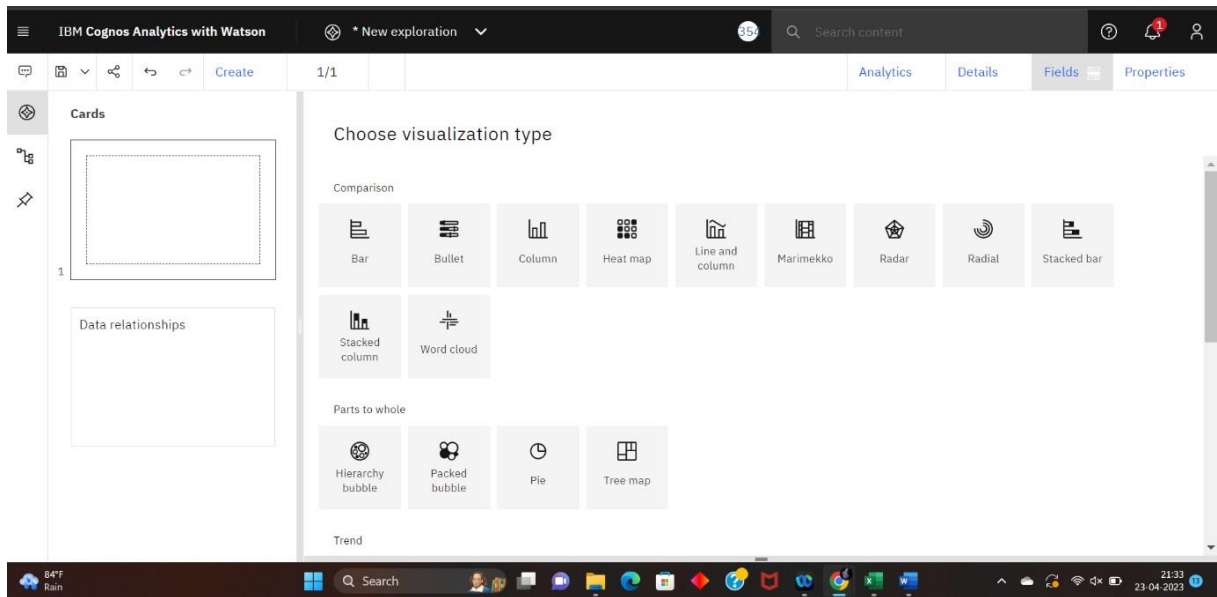 IBM Cognos Analytics with Watson
* New exploration
354
Search content
1
Create
1/1
Analytics
Details
Fields
Properties
Cards
1
Data relationships
Choose visualization type
Comparison
Bar
Bullet
Column
Heat map
Line and
column
Marimekko
Radar
Radial
Stacked bar
Stacked
column
Word cloud
Parts to whole
Hierarchy
bubble
Packed
bubble
Pie
Tree map
Trend
84°F
Rain
Search
21:33
23-04-2023